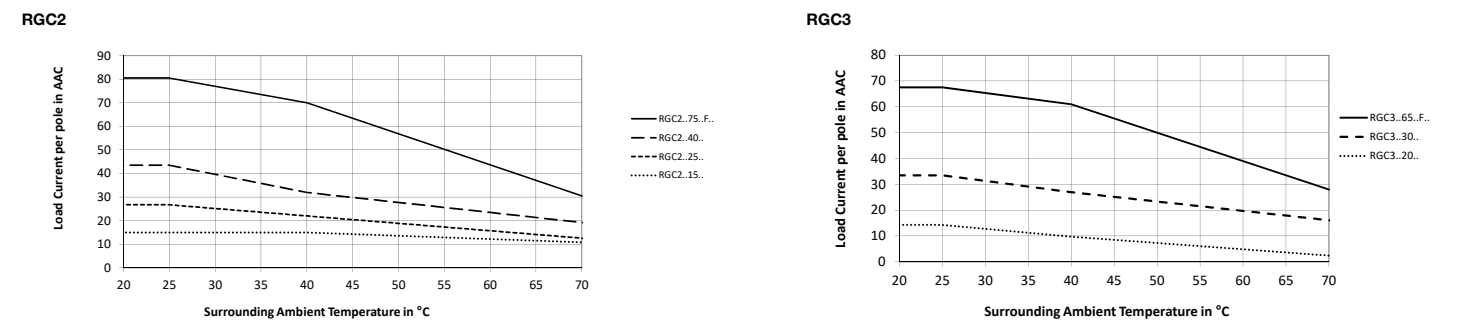 RGC2
Load Current per pole in AAC
90
80
70
60
50
40
30
20
10
0
20 25 30 35 40 45 50 55 60 65 70
Surrounding Ambient Temperature in °C
RGC2..75..F..
RGC2..40..
RGC2..25..
RGC2..15..
RGC3
Load Current per pole in AAC
80
70
60
50
40
30
20
10
0
20 25 30 35 40 45 50 55 60 65 70
Surrounding Ambient Temperature in °C
RGC3..65..F..
RGC3..30..
RGC3..20..